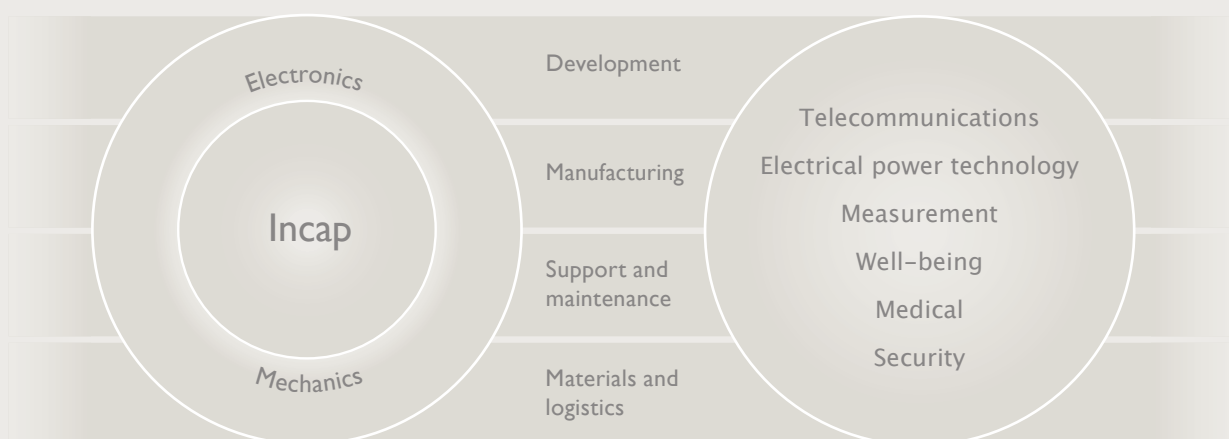 Electronics
Incap
Mechanics
Development
Manufacturing
Support and
maintenance
Materials and
logistics
Telecommunications
Electrical power technology
Measurement
Well-being
Medical
Security